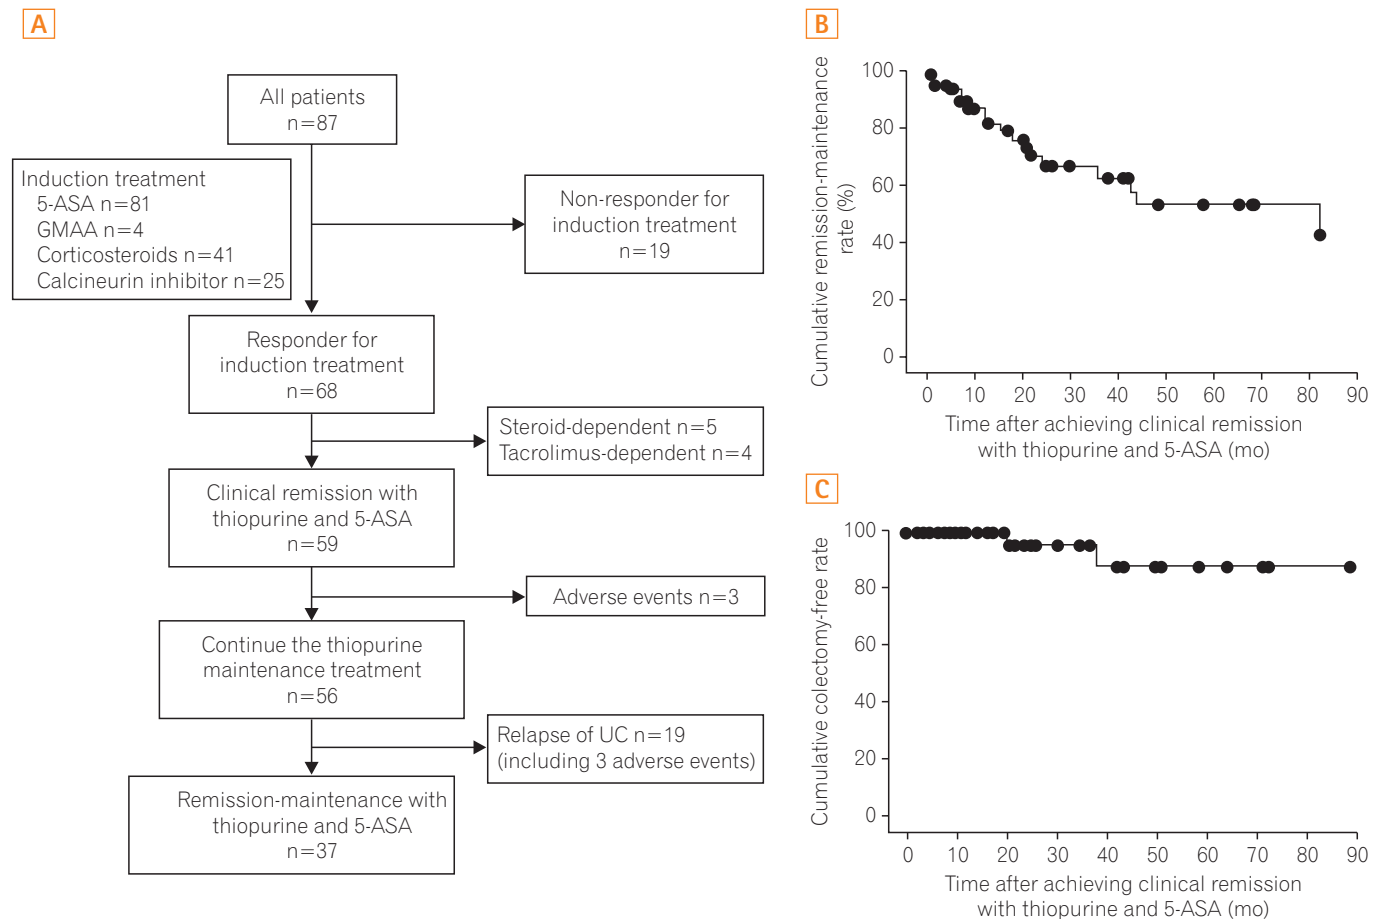 A
All patients
n=87
Induction treatment
5-ASA n=81
GMAA n=4
Corticosteroids n=41
Calcineurin inhibitor n=25
Non-responder for
induction treatment
n=19
Responder for
induction treatment
n=68
Steroid-dependent n=5
Tacrolimus-dependent n=4
Clinical remission with
thiopurine and 5-ASA
n=59
Adverse events n=3
Continue the thiopurine
maintenance treatment
n=56
Relapse of UC n=19
(including 3 adverse events)
Remission-maintenance with
thiopurine and 5-ASA
n=37
B
Cumulative remission-maintenance
rate (%)
100
80
60
40
20
0
0 10 20 30 40 50 60 70 80 90
Time after achieving clinical remission
with thiopurine and 5-ASA (mo)
C
Cumulative colectomy-free rate
100
80
60
40
20
0
0 10 20 30 40 50 60 70 80 90
Time after achieving clinical remission
with thiopurine and 5-ASA (mo)